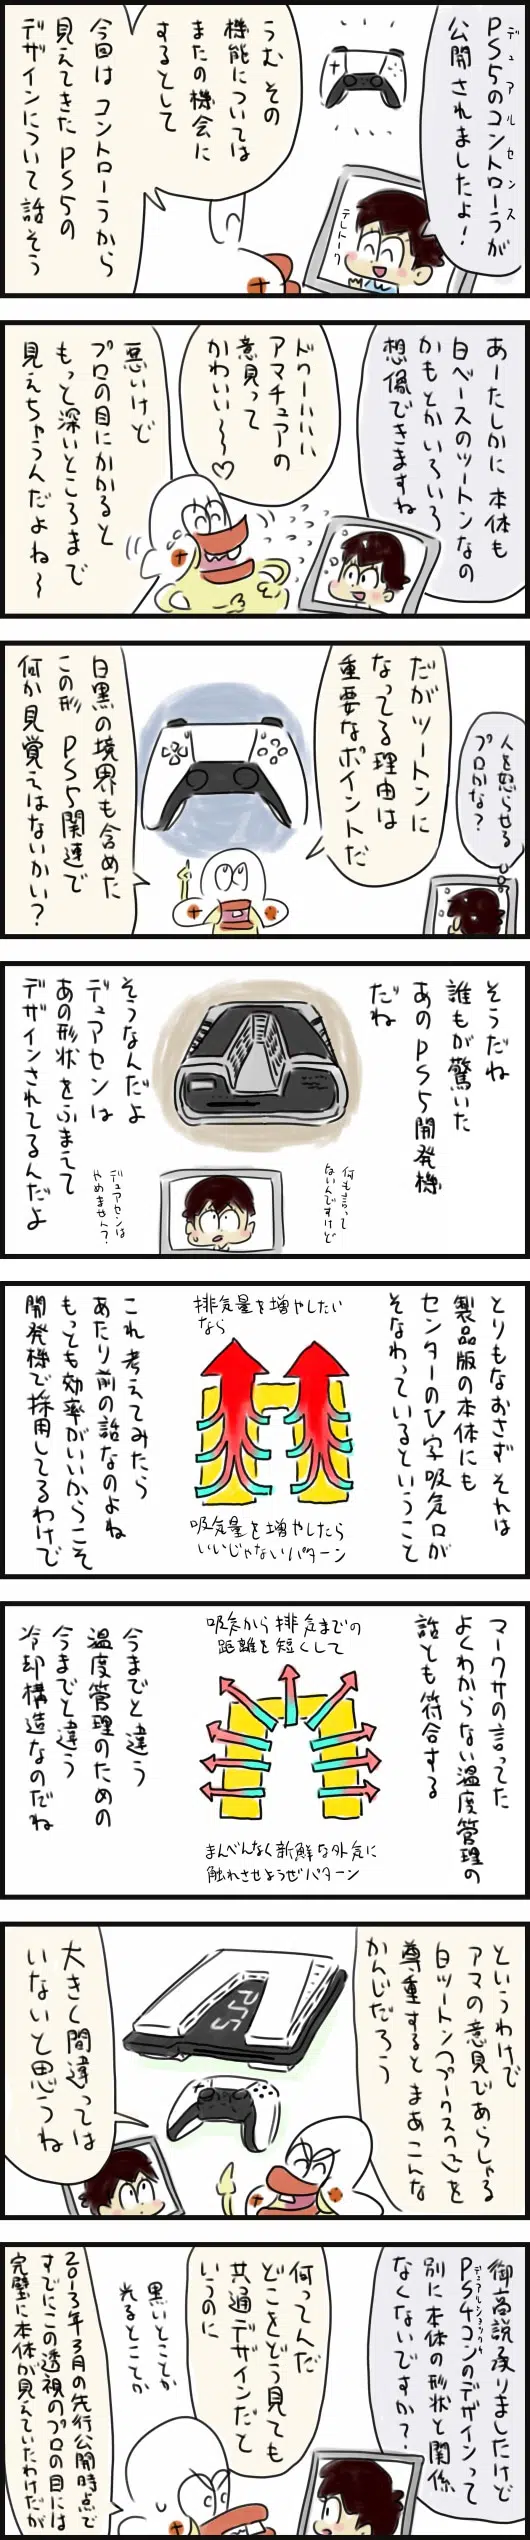 デュアルセンス
PS5のコントローラが
公開されましたよ!
テレトーク
うむ その
機能については
またの機会に
するとして
今回は コントローラから
見えてきたPS5の
デザインについて話そう
あーたしかに 本体も
白ベースのツートンなの
かもとかいろいろ
想像できますね
ドゥーハハハハ
アマチュアの
意見って
かわいい〜♡
悪いけど
プロの目にかかると
もっと深いところまで
見えちゃうんだよね〜
人を怒らせる
プロかな?
だがツートンに
なってる理由は
重要なポイントだ
白黒の境界も含めた
この形 PS5関連で
何か見覚えはないかい?
そうだね
誰もが驚いた
あのPS5開発機
だね
何も言って
ないんですけど
デュアセンは
やめません?
そうなんだよ
デュアセンは
あの形状をふまえて
デザインされてるんだよ
とりもなおさず それは
製品版の本体にも
センターのV字吸気口が
そなわっているということ
排気量を増やしたい
なら
吸気量を増やしたら
いいじゃないパターン
これ 考えてみたら
あたり前の話なのよね
もっとも効率がいいからこそ
開発機で採用してるわけで
マークサの言ってた
よくわからない温度管理の
話とも符合する
吸気から排気までの
距離を短くして
まんべんなく新鮮な外気に
触れさせようぜパターン
今までと違う
温度管理のための
今までと違う
冷却構造なのだね
というわけで
アマの意見であらしゃる
白ツートン(プークスクス)を
尊重すると まあこんな
かんじだろう
PS5
大きく間違っては
いないと思うね
御高説承りましたけど
デュアルショック4
PS4コンのデザインって
別に本体の形状と関係
なくないですか?
何ってんだ
どこをどう見ても
共通デザインだと
いうのに
黒いとことか
光るとことか
2013年3月の先行公開時点で
すでにこの透視のプロの目には
完璧に本体が見えていたわけだが